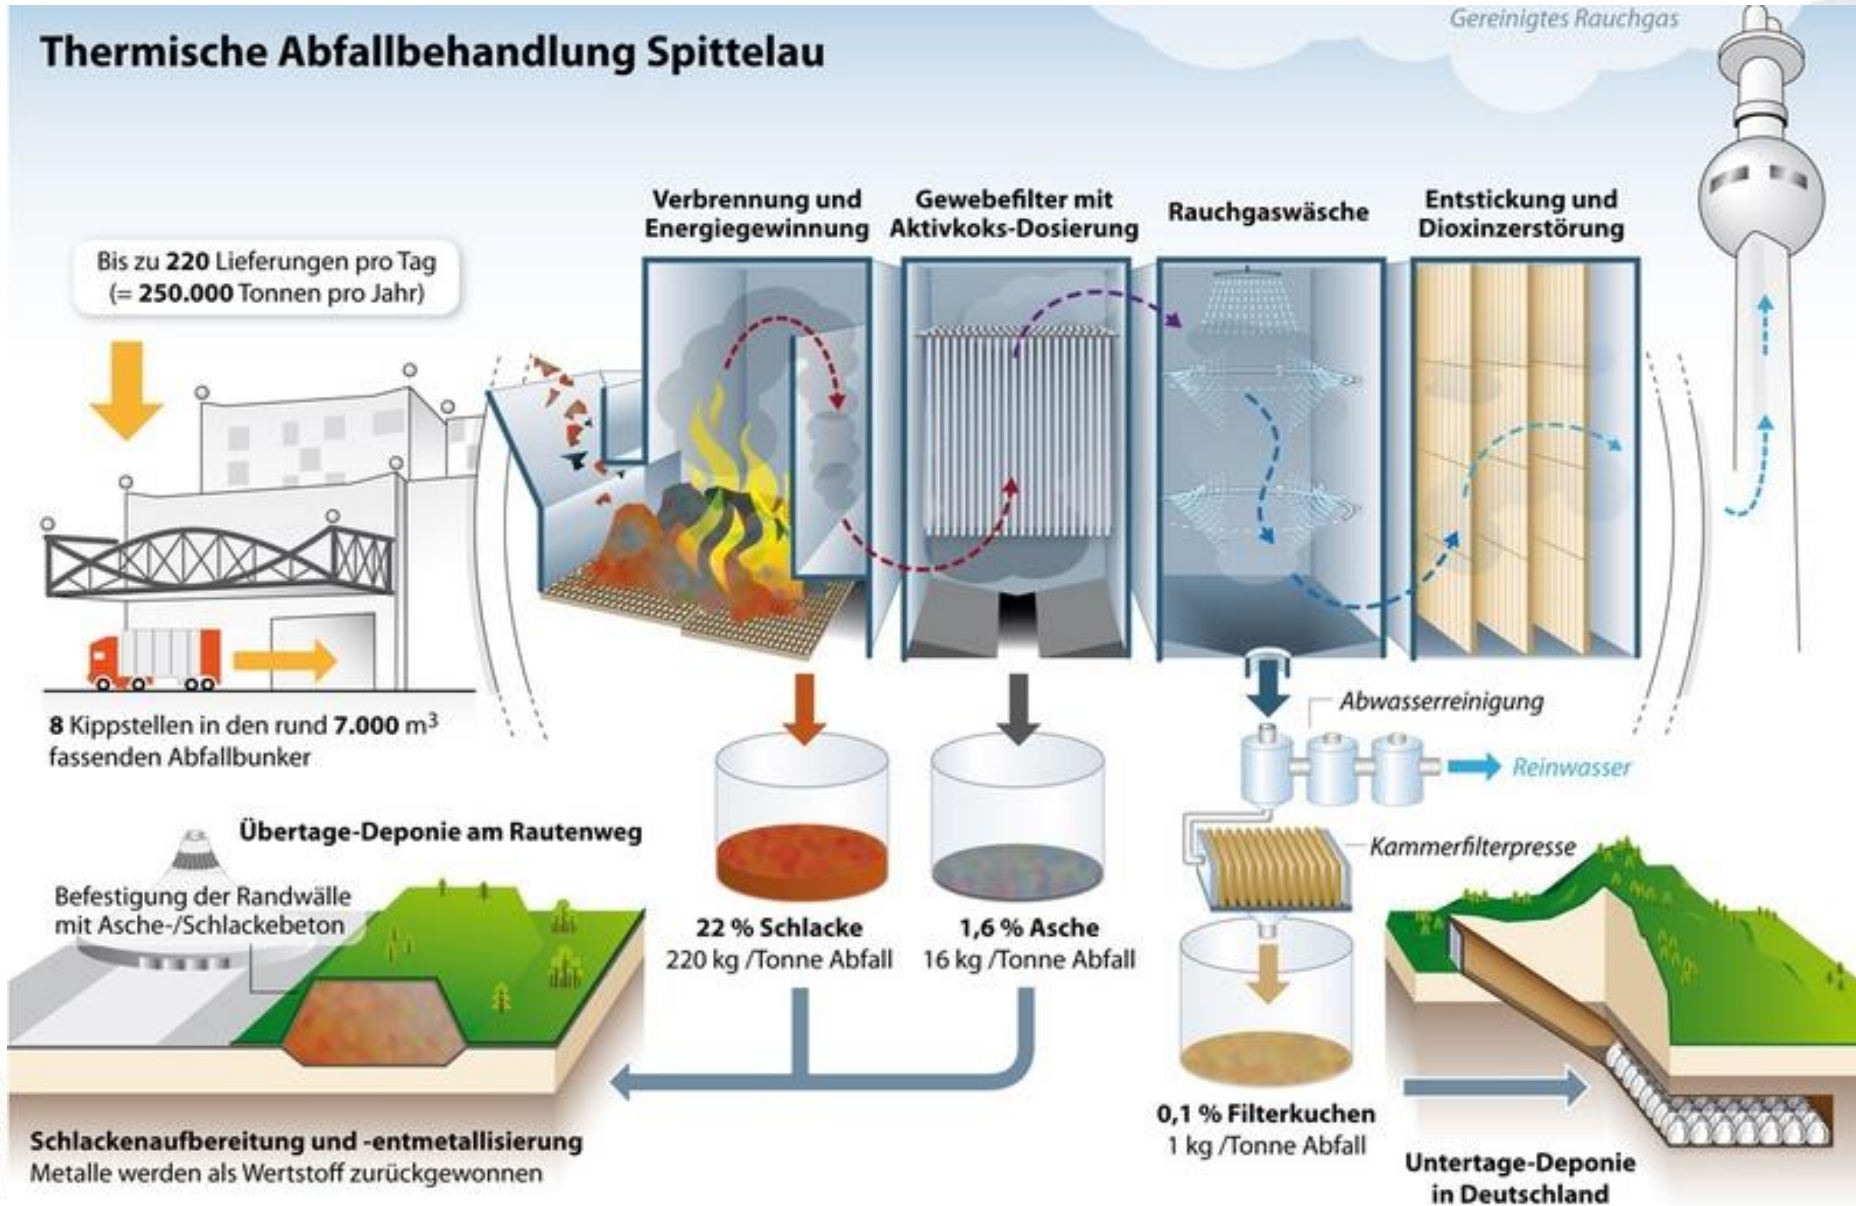 Thermische Abfallbehandlung Spittelau
Gereinigtes Rauchgas
Bis zu 220 Lieferungen pro Tag
(= 250.000 Tonnen pro Jahr)
Verbrennung und
Energiegewinnung
Gewebefilter mit
Aktivkoks-Dosierung
Rauchgaswäsche
Entstickung und
Dioxinzerstörung
8 Kippstellen in den rund 7.000 m³
fassenden Abfallbunker
Abwasserreinigung
Reinwasser
Kammerfilterpresse
Übertage-Deponie am Rautenweg
Befestigung der Randwälle
mit Asche-/Schlackebeton
22 % Schlacke
220 kg /Tonne Abfall
1,6 % Asche
16 kg /Tonne Abfall
0,1 % Filterkuchen
1 kg /Tonne Abfall
Schlackenaufbereitung und -entmetallisierung
Metalle werden als Wertstoff zurückgewonnen
Untertage-Deponie
in Deutschland